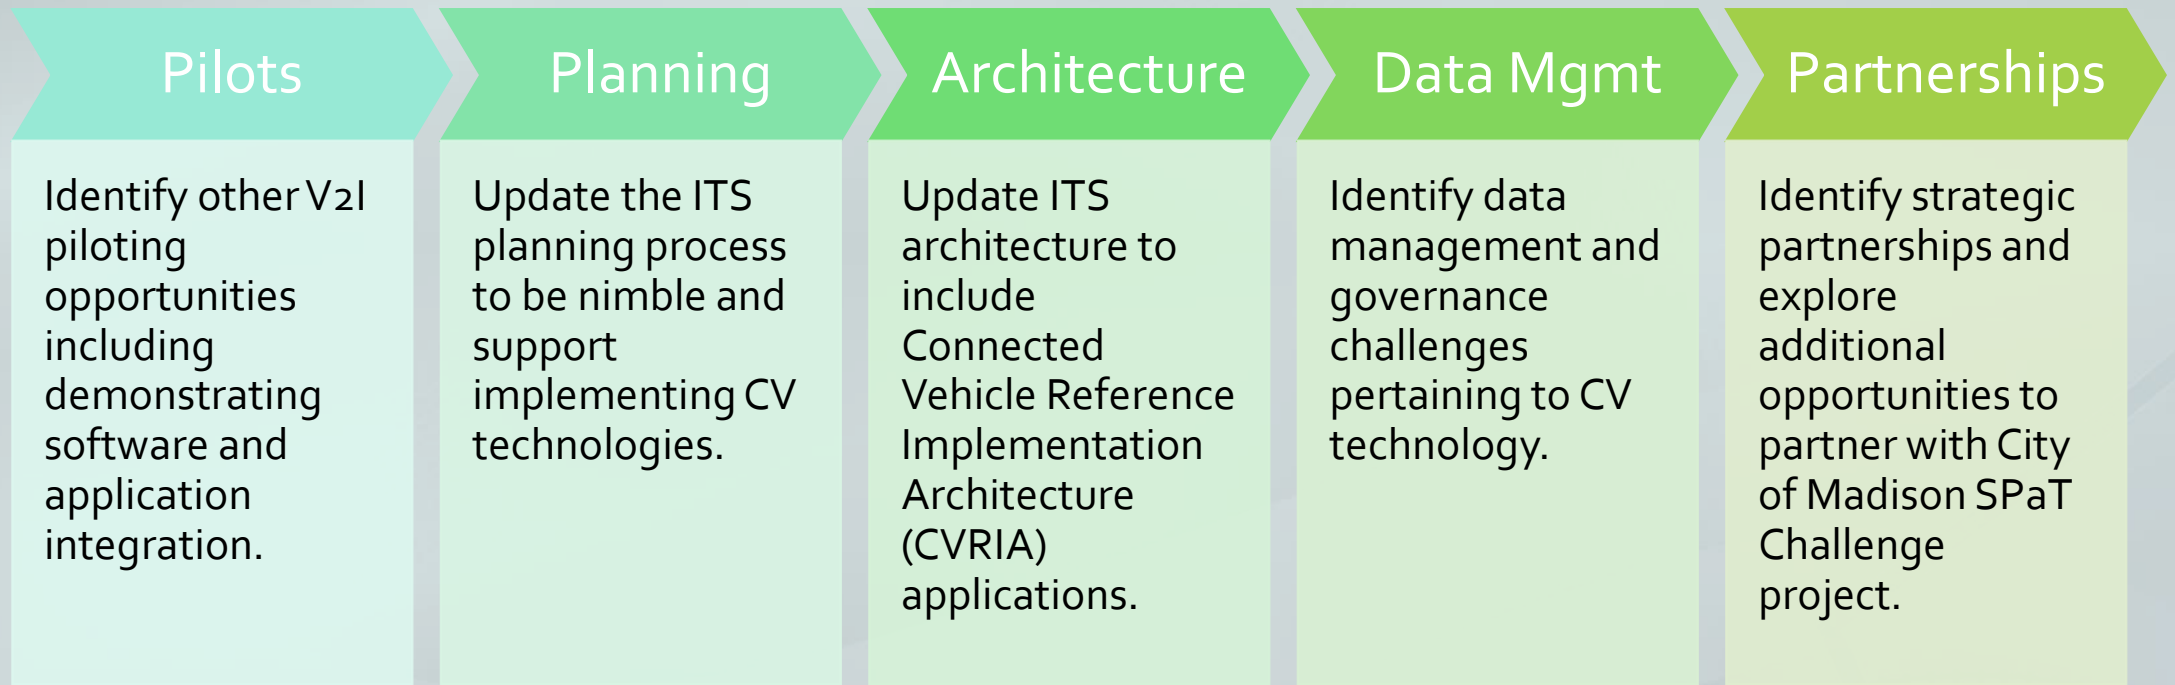 Pilots
Identify other V2I
piloting
opportunities
including
demonstrating
software and
application
integration.
Planning
Update the ITS
planning process
to be nimble and
support
implementing CV
technologies.
Architecture
Update ITS
architecture to
include
Connected
Vehicle Reference
Implementation
Architecture
(CVRIA)
applications.
Data Mgmt
Identify data
management and
governance
challenges
pertaining to CV
technology.
Partnerships
Identify strategic
partnerships and
explore
additional
opportunities to
partner with City
of Madison SPaT
Challenge
project.